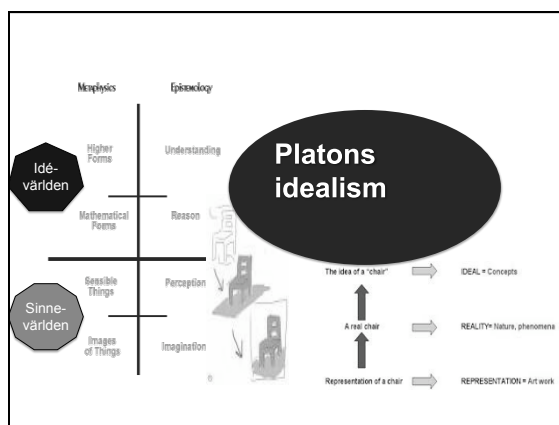 Metaphysics
Epistemology
Higher
Forms
Understanding
Idé-
världen
Platons
idealism
Mathematical
Poems
Reason
Sensible
Things
Perception
Sinne-
världen
Images
of Things
Imagination
The idea of a “chair”
IDEAL = Concepts
A real chair
REALITY= Nature, phenomena
Representation of a chair
REPRESENTATION = Art work